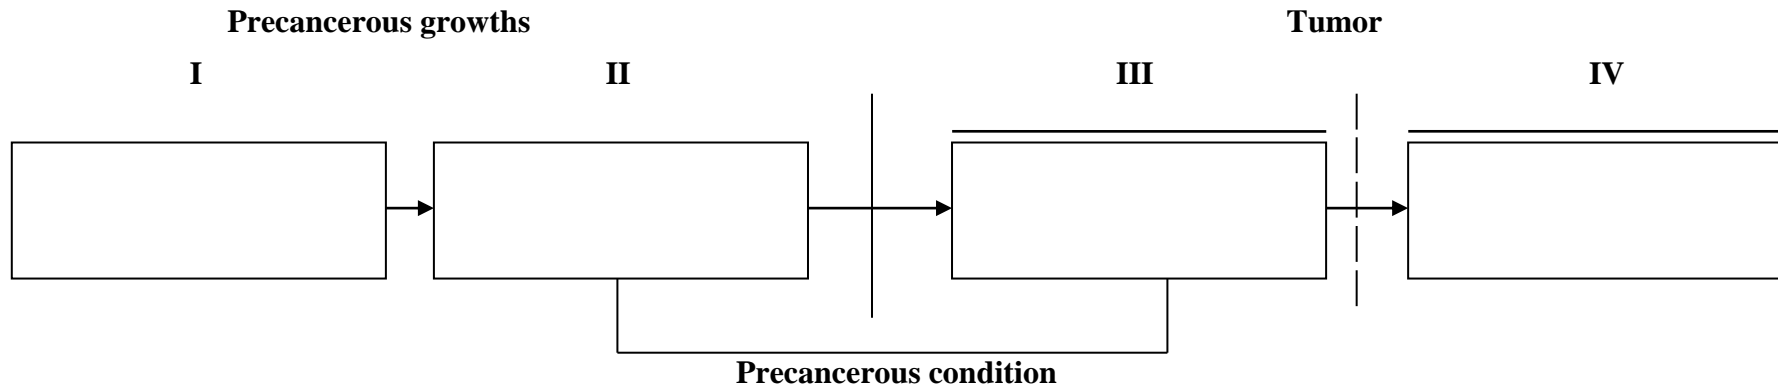 Precancerous growths Tumor
I II III IV
Precancerous condition